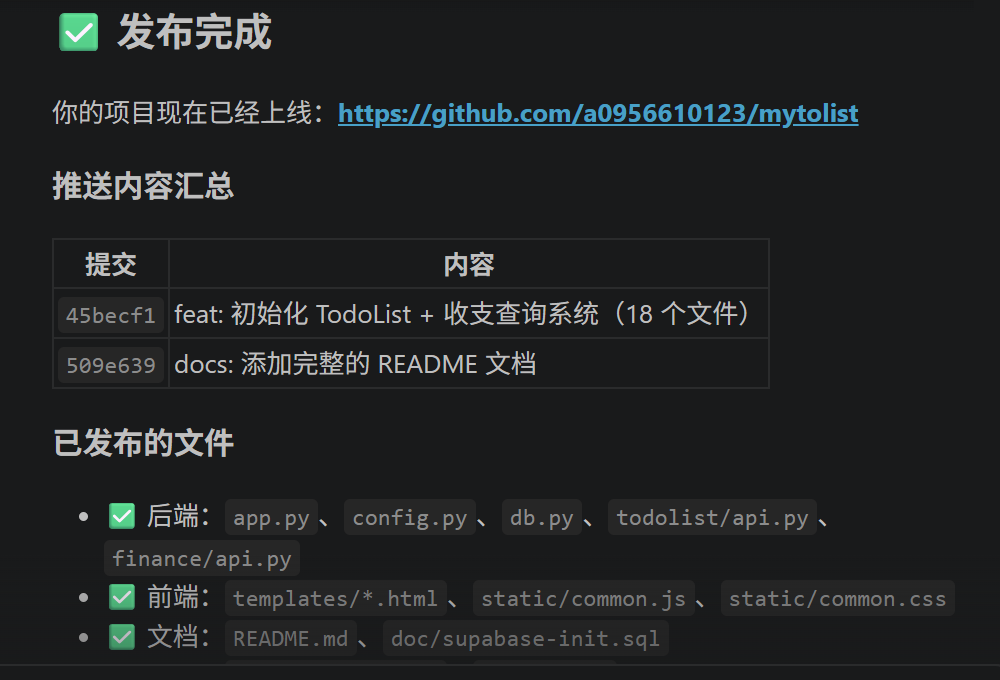 ✅ 发布完成
你的项目现在已经上线：https://github.com/a0956610123/mytolist
推送内容汇总
提交 内容
45becf1 feat: 初始化 TodoList + 收支查询系统（18 个文件）
509e639 docs: 添加完整的 README 文档
已发布的文件
• ✅ 后端：app.py、config.py、db.py、todolist/api.py、
finance/api.py
• ✅ 前端：templates/*.html、static/common.js、static/common.css
• ✅ 文档：README.md、doc/supabase-init.sql